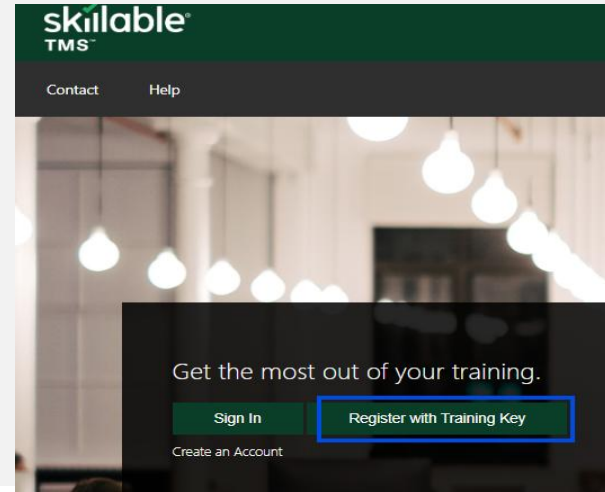 skillable®
TMS™
Contact Help
Get the most out of your training.
Sign In Register with Training Key
Create an Account